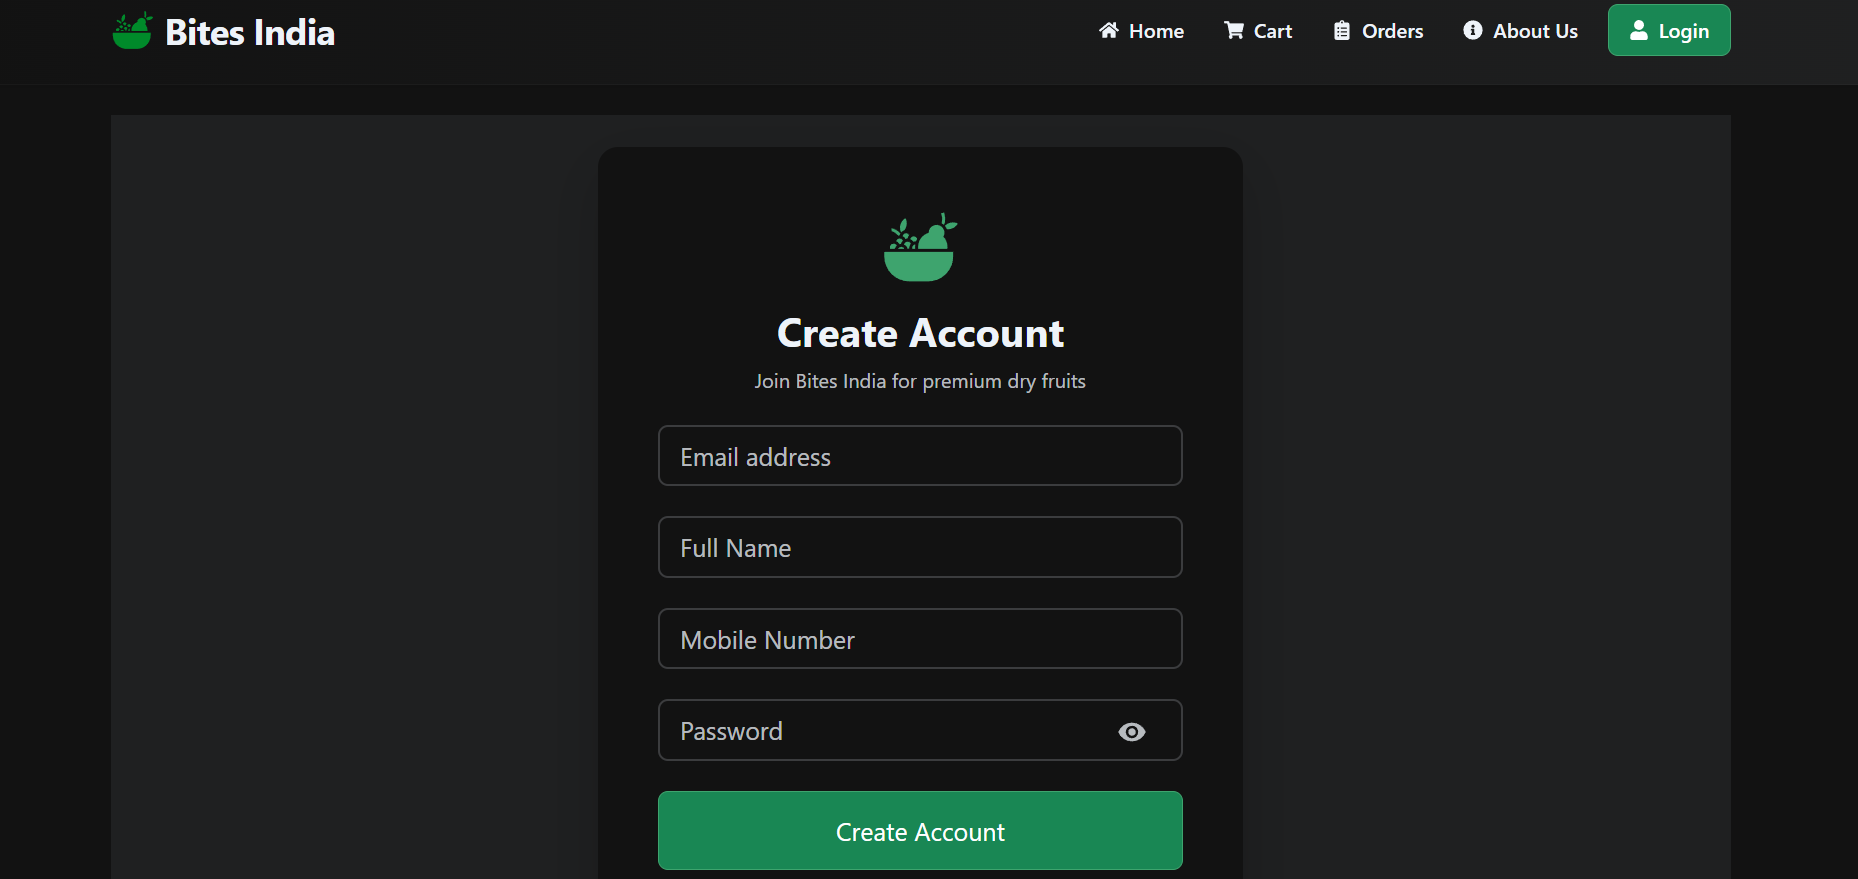 Bites India
Home Cart Orders About Us Login
Create Account
Join Bites India for premium dry fruits
Email address
Full Name
Mobile Number
Password
Create Account